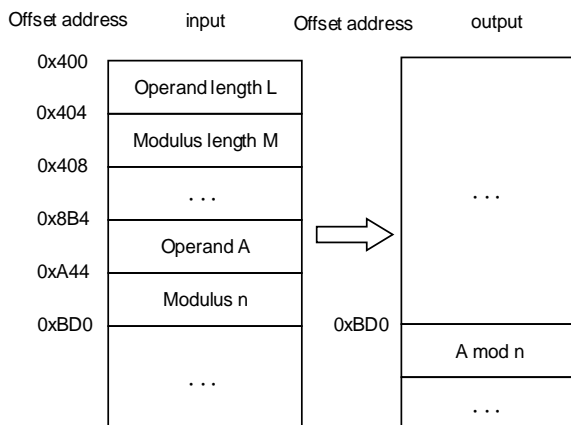 Offset address input Offset address output
0x400
Operand length L
0x404
Modulus length M
0x408
...
0x8B4
Operand A
0xA44
Modulus n
0xBD0
...
...
0xBD0
A mod n
...